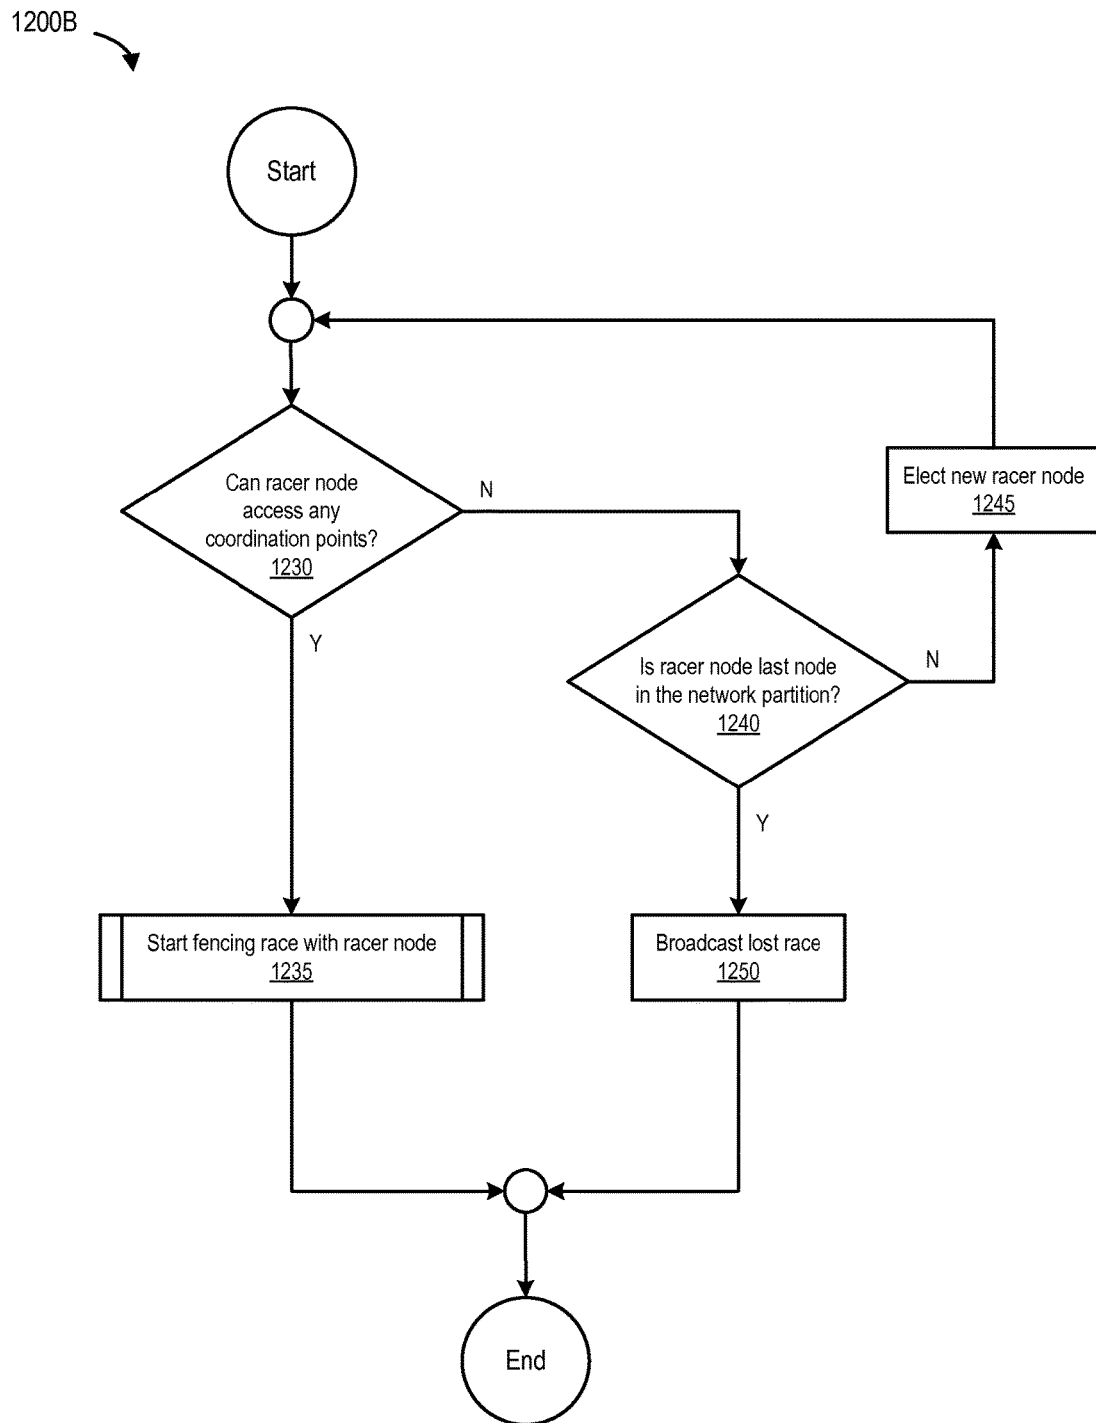 1200B
Start
Can racer node
access any
coordination points?
1230
N
Elect new racer node
1245
Y
Is racer node last node
in the network partition?
1240
N
Y
Start fencing race with racer node
1235
Broadcast lost race
1250
End